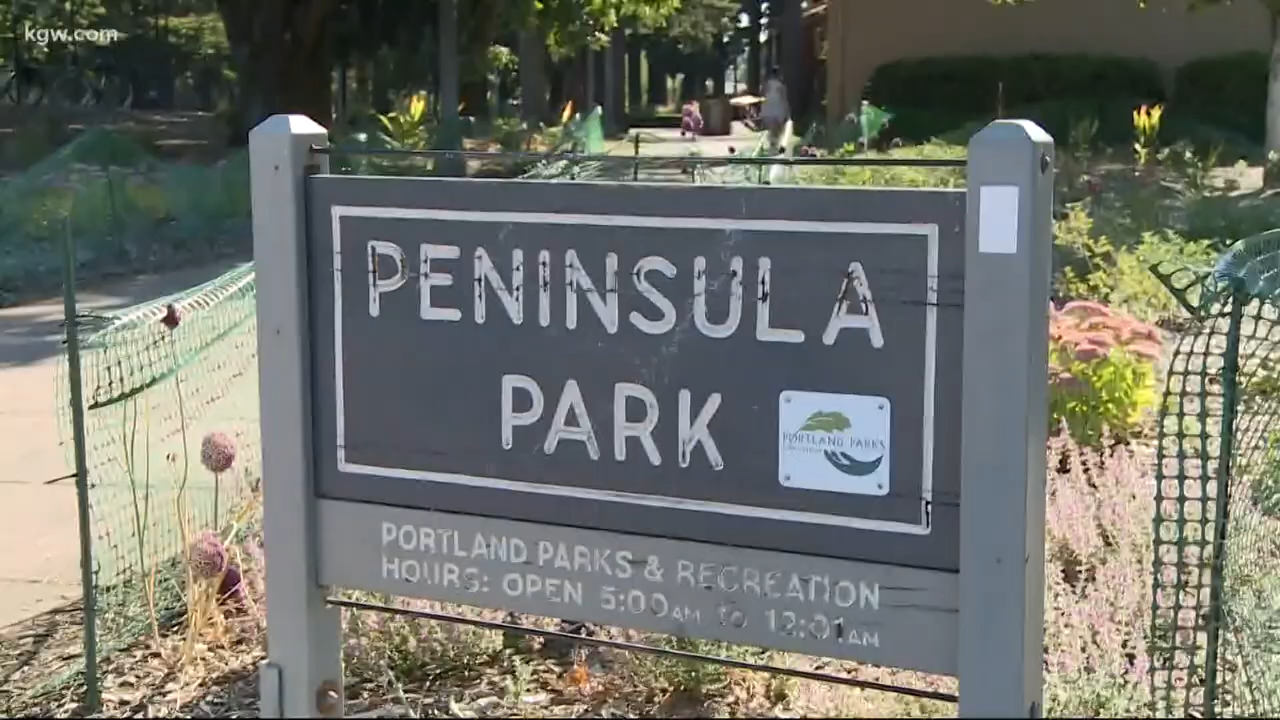 kgw.com
PENINSULA
PARK
PORTLAND PARKS
PORTLAND PARKS & RECREATION
HOURS: OPEN 5:00AM TO 12:01AM